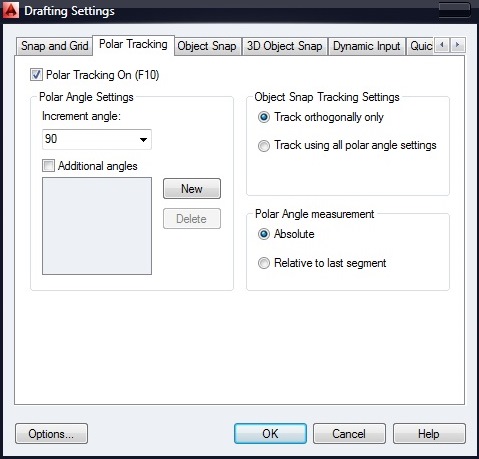 Drafting Settings
Snap and Grid Polar Tracking Object Snap 3D Object Snap Dynamic Input Quic
Polar Tracking On (F10)
Polar Angle Settings
Increment angle:
90
Additional angles
New
Delete
Object Snap Tracking Settings
Track orthogonally only
Track using all polar angle settings
Polar Angle measurement
Absolute
Relative to last segment
Options... OK Cancel Help